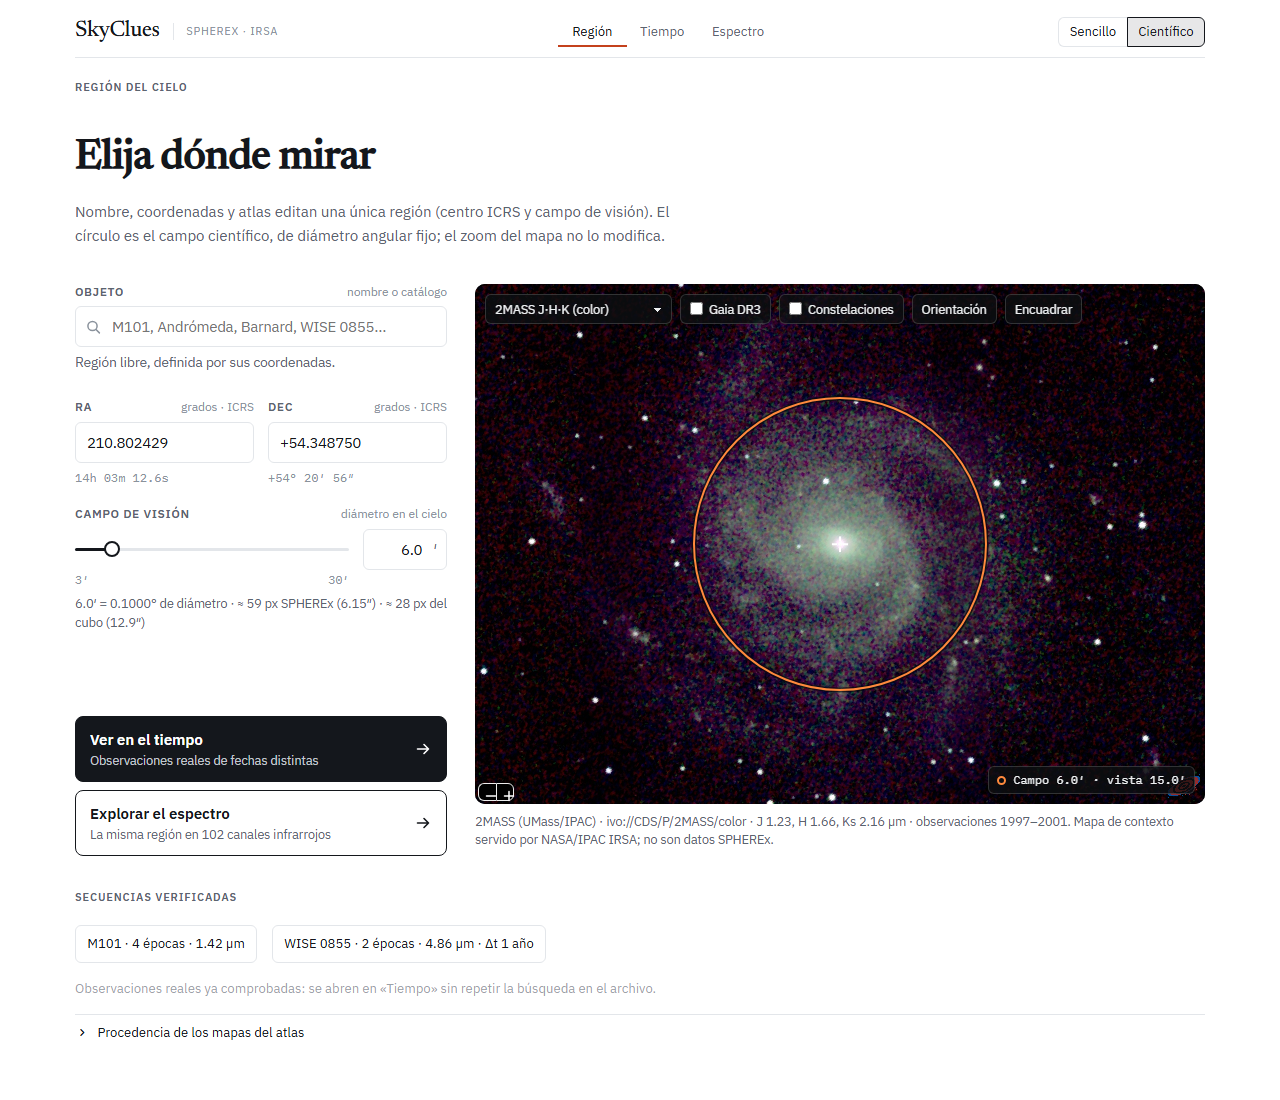 SkyClues
SPHEREX · IRSA
Región
Tiempo
Espectro
Sencillo
Científico
REGIÓN DEL CIELO
Elija dónde mirar
Nombre, coordenadas y atlas editan una única región (centro ICRS y campo de visión). El
círculo es el campo científico, de diámetro angular fijo; el zoom del mapa no lo modifica.
OBJETO
nombre o catálogo
M101, Andrómeda, Barnard, WISE 0855…
Región libre, definida por sus coordenadas.
RA
grados · ICRS
DEC
grados · ICRS
210.802429
+54.348750
14h 03m 12.6s
+54° 20′ 56″
CAMPO DE VISIÓN
diámetro en el cielo
6.0 ′
3′
30′
6.0′ = 0.1000° de diámetro · ≈ 59 px SPHEREx (6.15″) · ≈ 28 px del
cubo (12.9″)
Ver en el tiempo
Observaciones reales de fechas distintas
Explorar el espectro
La misma región en 102 canales infrarrojos
2MASS J·H·K (color)
Gaia DR3
Constelaciones
Orientación
Encuadrar
Campo 6.0′ · vista 15.0′
2MASS (UMass/IPAC) · ivo://CDS/P/2MASS/color · J 1.23, H 1.66, Ks 2.16 µm · observaciones 1997–2001. Mapa de contexto
servido por NASA/IPAC IRSA; no son datos SPHEREx.
SECUENCIAS VERIFICADAS
M101 · 4 épocas · 1.42 µm
WISE 0855 · 2 épocas · 4.86 µm · Δt 1 año
Observaciones reales ya comprobadas: se abren en «Tiempo» sin repetir la búsqueda en el archivo.
Procedencia de los mapas del atlas